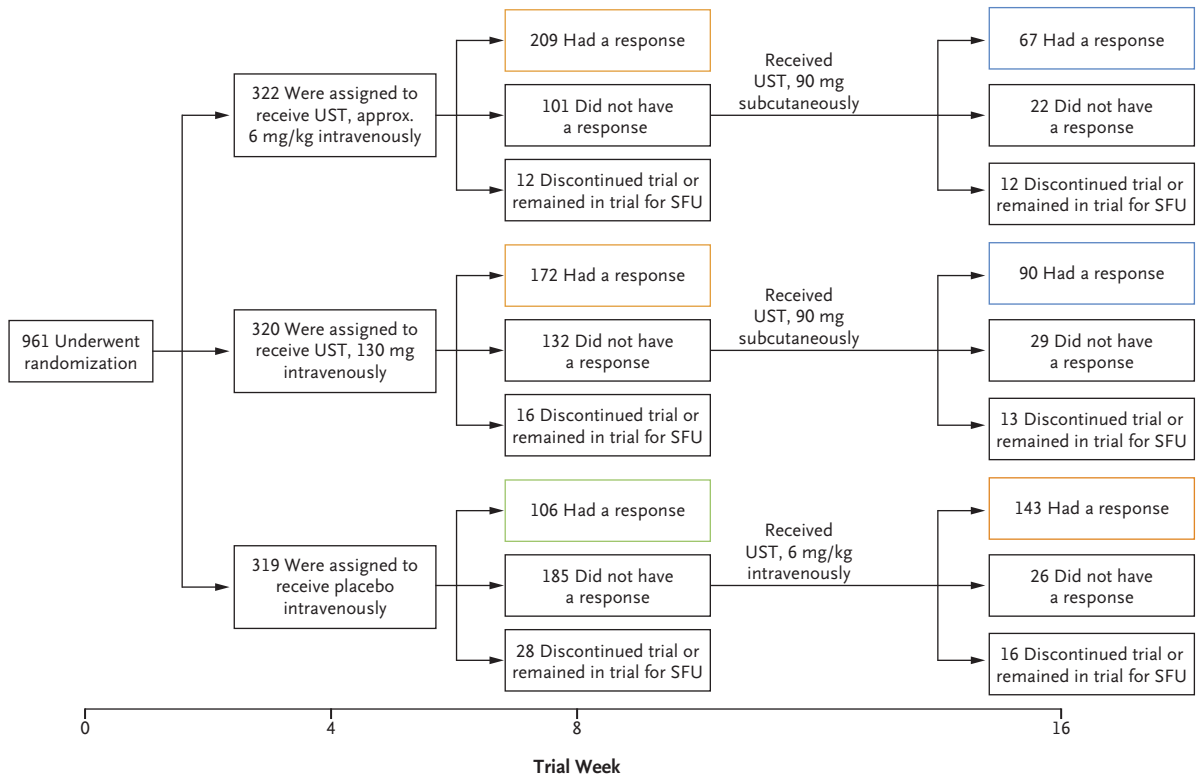 961 Underwent
randomization
322 Were assigned to
receive UST, approx.
6 mg/kg intravenously
209 Had a response
101 Did not have
a response
12 Discontinued trial or
remained in trial for SFU
Received
UST, 90 mg
subcutaneously
67 Had a response
22 Did not have
a response
12 Discontinued trial or
remained in trial for SFU
320 Were assigned to
receive UST, 130 mg
intravenously
172 Had a response
132 Did not have
a response
16 Discontinued trial or
remained in trial for SFU
Received
UST, 90 mg
subcutaneously
90 Had a response
29 Did not have
a response
13 Discontinued trial or
remained in trial for SFU
319 Were assigned to
receive placebo
intravenously
106 Had a response
185 Did not have
a response
28 Discontinued trial or
remained in trial for SFU
Received
UST, 6 mg/kg
intravenously
143 Had a response
26 Did not have
a response
16 Discontinued trial or
remained in trial for SFU
0 4 8 16
Trial Week